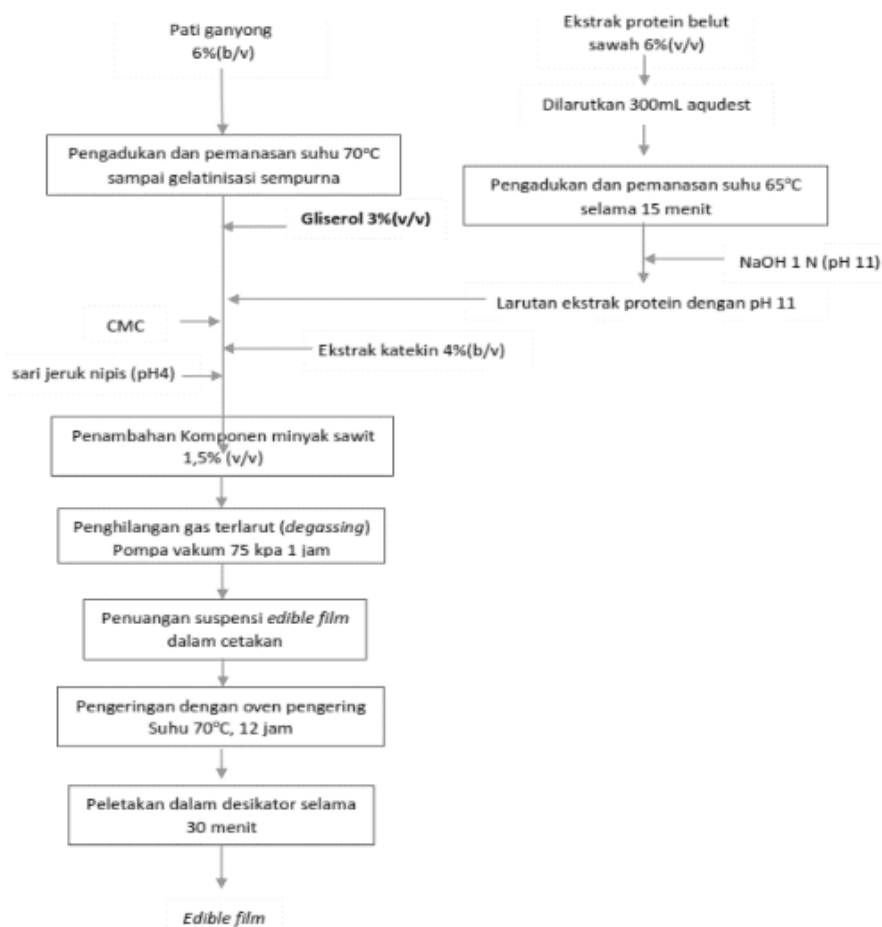 Pati ganyong
6%(b/v)
Ekstrak protein belut
sawah 6%(v/v)
Dilarutkan 300mL aqudest
Pengadukan dan pemanasan suhu 70°C
sampai gelatinisasi sempurna
Pengadukan dan pemanasan suhu 65°C
selama 15 menit
Gliserol 3%(v/v)
NaOH 1 N (pH 11)
Larutan ekstrak protein dengan pH 11
CMC
Ekstrak katekin 4%(b/v)
sari jeruk nipis (pH4)
Penambahan Komponen minyak sawit
1,5% (v/v)
Penghilangan gas terlarut (degassing)
Pompa vakum 75 kpa 1 jam
Penuangan suspensi edible film
dalam cetakan
Pengeringan dengan oven pengering
Suhu 70°C, 12 jam
Peletakan dalam desikator selama
30 menit
Edible film